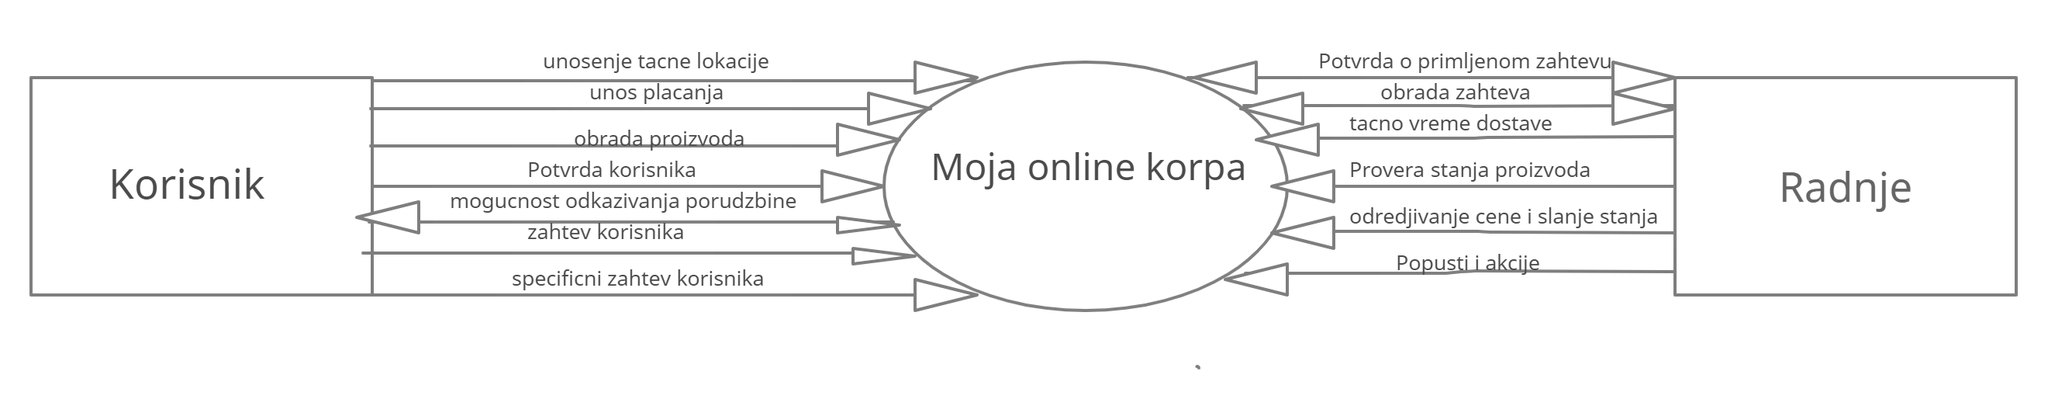 unosenje tacne lokacije
unos placanja
obrada proizvoda
Potvrda korisnika
mogucnost odkazivanja porudzbine
zahtev korisnika
specificni zahtev korisnika
Korisnik
Moja online korpa
Potvrda o primljenom zahtevu
obrada zahteva
tacno vreme dostave
Provera stanja proizvoda
odredjivanje cene i slanje stanja
Popusti i akcije
Radnje